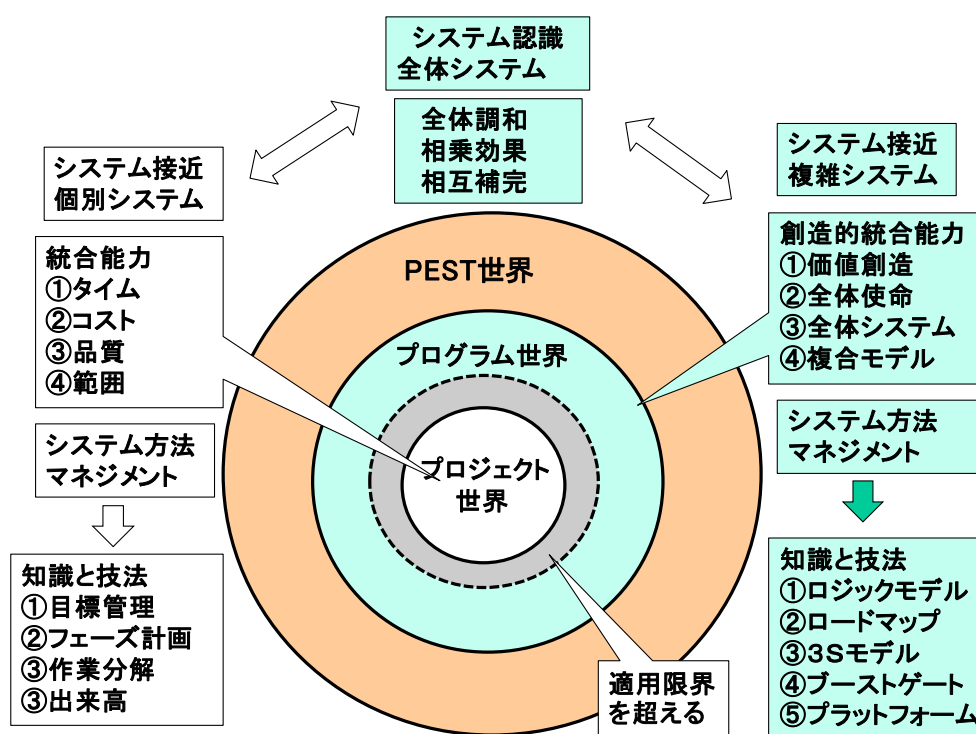 システム認識
全体システム
全体調和
相乗効果
相互補完
システム接近
個別システム
統合能力
①タイム
②コスト
③品質
④範囲
システム方法
マネジメント
知識と技法
①目標管理
②フェーズ計画
③作業分解
③出来高
PEST世界
プログラム世界
プロジェクト
世界
適用限界
を超える
システム接近
複雑システム
創造的統合能力
①価値創造
②全体使命
③全体システム
④複合モデル
システム方法
マネジメント
知識と技法
①ロジックモデル
②ロードマップ
③3Sモデル
④ブーストゲート
⑤プラットフォーム